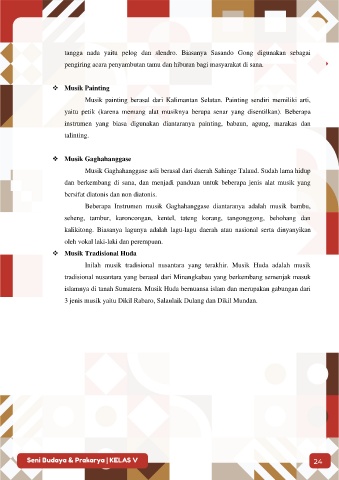 tangga nada yaitu pelog dan slendro. Biasanya Sasando Gong digunakan sebagai
pengiring acara penyambutan tamu dan hiburan bagi masyarakat di sana.
❖ Musik Painting
Musik painting berasal dari Kalimantan Selatan. Painting sendiri memiliki arti,
yaitu petik (karena memang alat musiknya berupa senar yang disentilkan). Beberapa
instrumen yang biasa digunakan diantaranya painting, babaun, agung, marakas dan
talinting.
❖ Musik Gaghahanggase
Musik Gaghahanggase asli berasal dari daerah Sahinge Talaud. Sudah lama hidup
dan berkembang di sana, dan menjadi panduan untuk beberapa jenis alat musik yang
bersifat diatonis dan non diatonis.
Beberapa Instrumen musik Gaghahanggase diantaranya adalah musik bambu,
seheng, tambur, karoncongan, kentel, tateng korang, tangonggong, bebohang dan
kalikitong. Biasanya lagunya adalah lagu-lagu daerah atau nasional serta dinyanyikan
oleh vokal laki-laki dan perempuan.
❖ Musik Tradisional Huda
Inilah musik tradisional nusantara yang terakhir. Musik Huda adalah musik
tradisional nusantara yang berasal dari Minangkabau yang berkembang semenjak masuk
islamnya di tanah Sumatera. Musik Huda bernuansa islam dan merupakan gabungan dari
3 jenis musik yaitu Dikil Rabaro, Salaulaik Dulang dan Dikil Mundan.
Seni Budaya & Prakarya | KELAS V
24